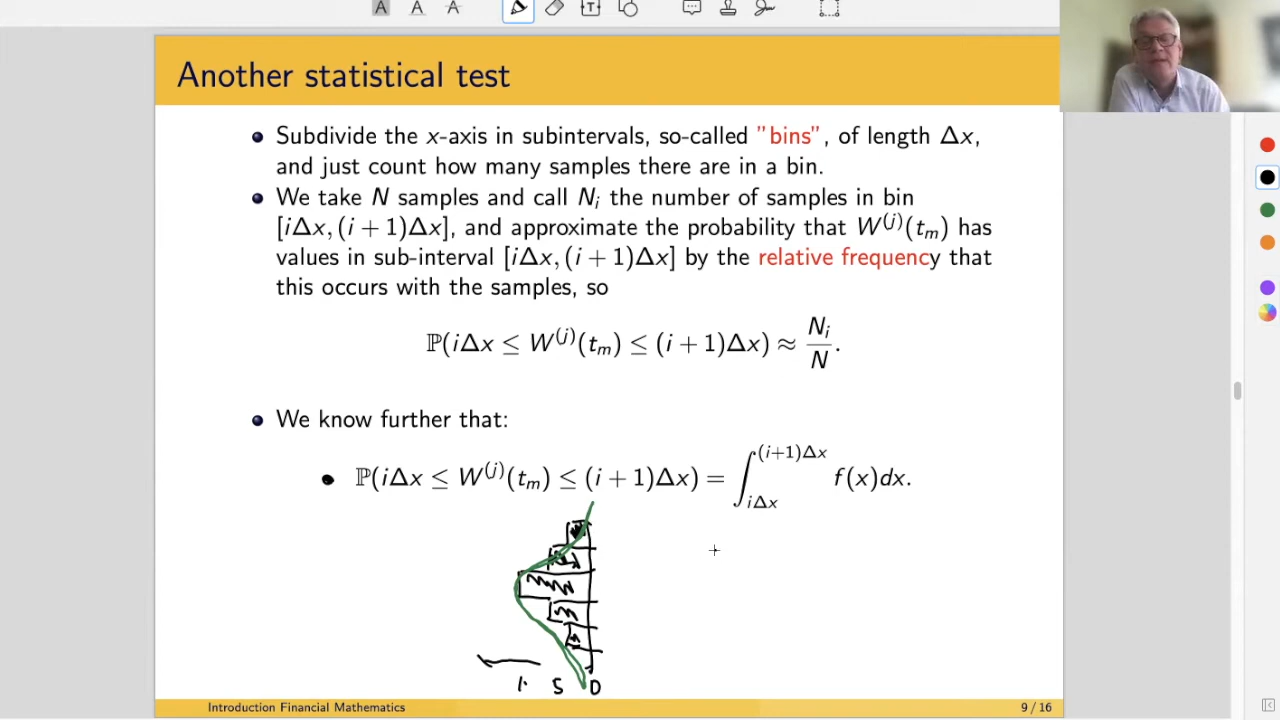 Another statistical test
• Subdivide the x-axis in subintervals, so-called ”bins”, of length Δx,
and just count how many samples there are in a bin.
• We take N samples and call Nᵢ the number of samples in bin
[iΔx, (i + 1)Δx], and approximate the probability that W⁽ʲ⁾(tₘ) has
values in sub-interval [iΔx, (i + 1)Δx] by the relative frequency that
this occurs with the samples, so
ℙ(iΔx ≤ W⁽ʲ⁾(tₘ) ≤ (i + 1)Δx) ≈ Nᵢ/N.
• We know further that:
• ℙ(iΔx ≤ W⁽ʲ⁾(tₘ) ≤ (i + 1)Δx) = ∫_{iΔx}^{(i+1)Δx} f(x)dx.
5 0
Introduction Financial Mathematics 9 / 16